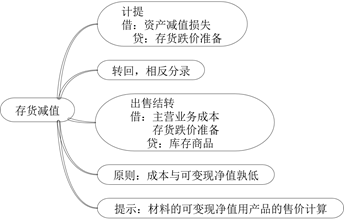 计提
借：资产减值损失
贷：存货跌价准备
转回，相反分录
存货减值
出售结转
借：主营业务成本
存货跌价准备
贷：库存商品
原则：成本与可变现净值孰低
提示：材料的可变现净值用产品的售价计算